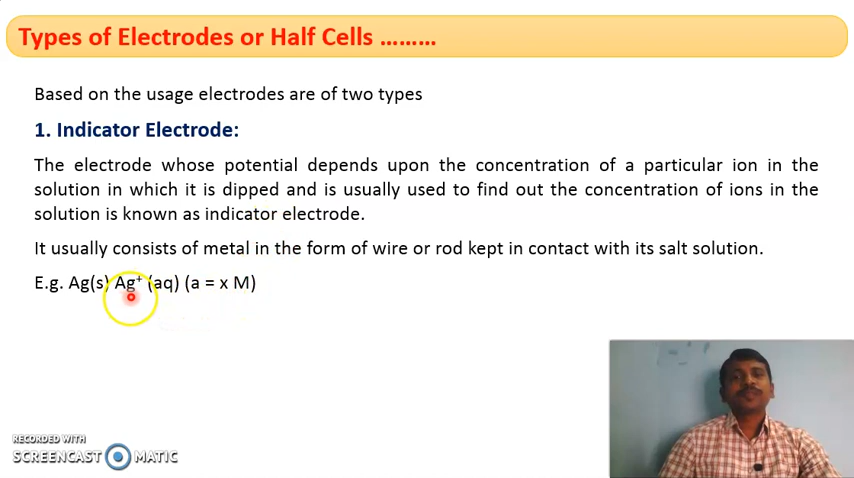 Types of Electrodes or Half Cells .........
Based on the usage electrodes are of two types
1. Indicator Electrode:
The electrode whose potential depends upon the concentration of a particular ion in the
solution in which it is dipped and is usually used to find out the concentration of ions in the
solution is known as indicator electrode.
It usually consists of metal in the form of wire or rod kept in contact with its salt solution.
E.g. Ag(s) Ag⁺ (aq) (a = x M)
RECORDED WITH
SCREENCAST MATIC